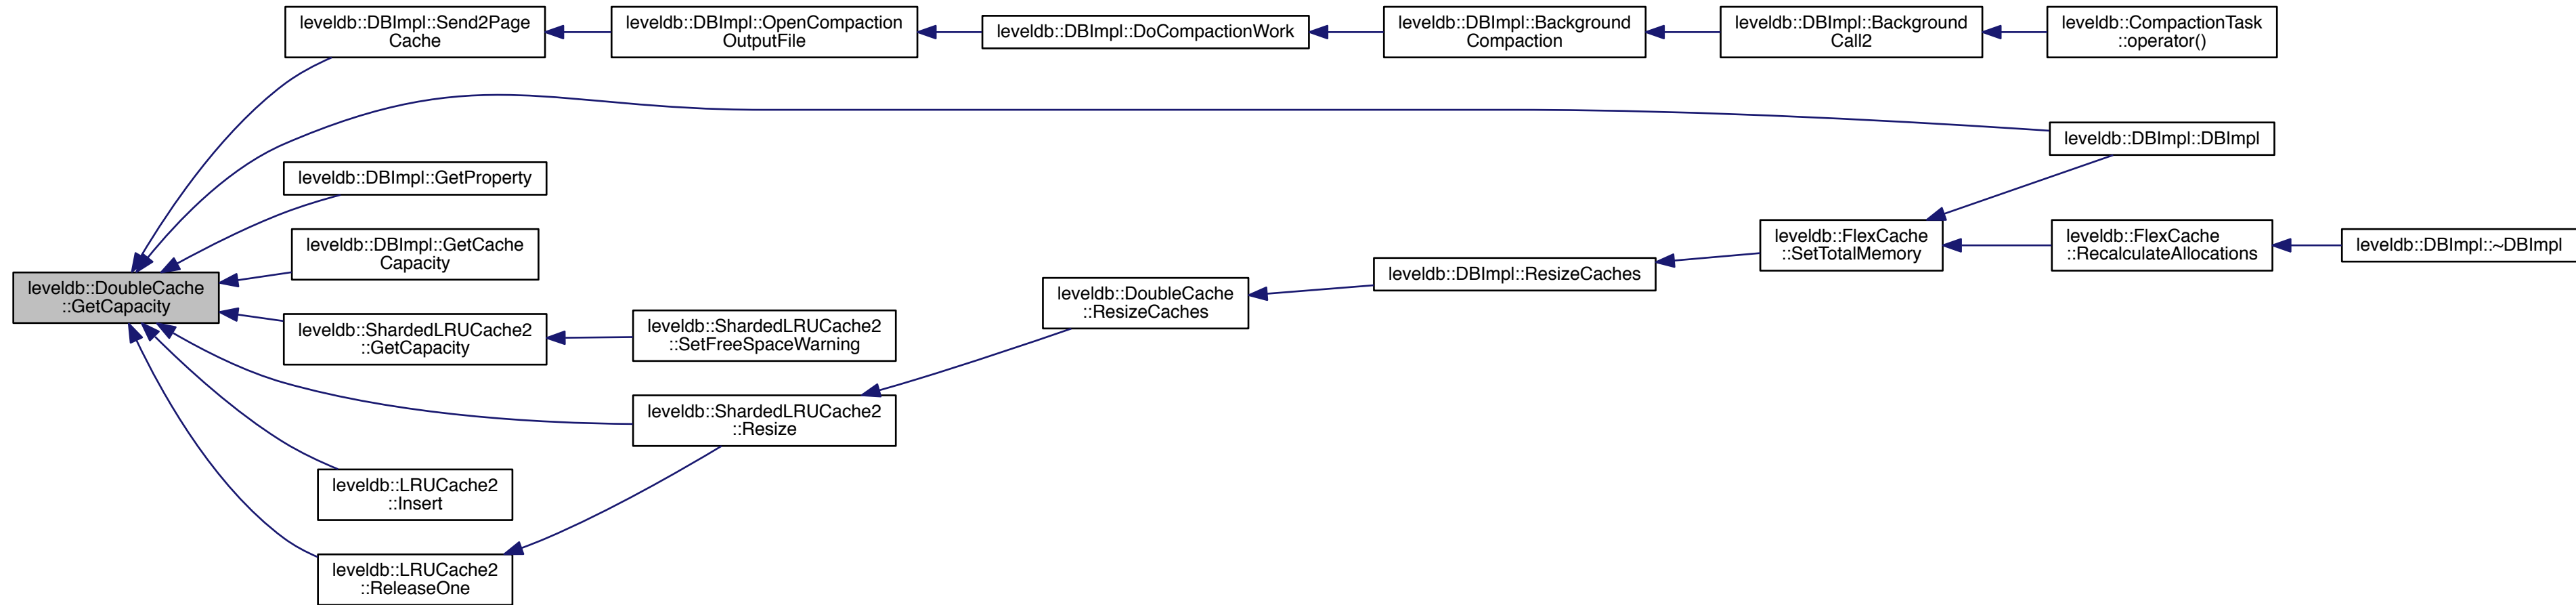 leveldb::DBImpl::Send2Page
Cache
leveldb::DBImpl::OpenCompaction
OutputFile
leveldb::DBImpl::DoCompactionWork
leveldb::DBImpl::Background
Compaction
leveldb::DBImpl::Background
Call2
leveldb::CompactionTask
::operator()
leveldb::DBImpl::DBImpl
leveldb::DBImpl::GetProperty
leveldb::DBImpl::GetCache
Capacity
leveldb::FlexCache
::SetTotalMemory
leveldb::FlexCache
::RecalculateAllocations
leveldb::DBImpl::~DBImpl
leveldb::DoubleCache
::GetCapacity
leveldb::DoubleCache
::ResizeCaches
leveldb::DBImpl::ResizeCaches
leveldb::ShardedLRUCache2
::GetCapacity
leveldb::ShardedLRUCache2
::SetFreeSpaceWarning
leveldb::ShardedLRUCache2
::Resize
leveldb::LRUCache2
::Insert
leveldb::LRUCache2
::ReleaseOne